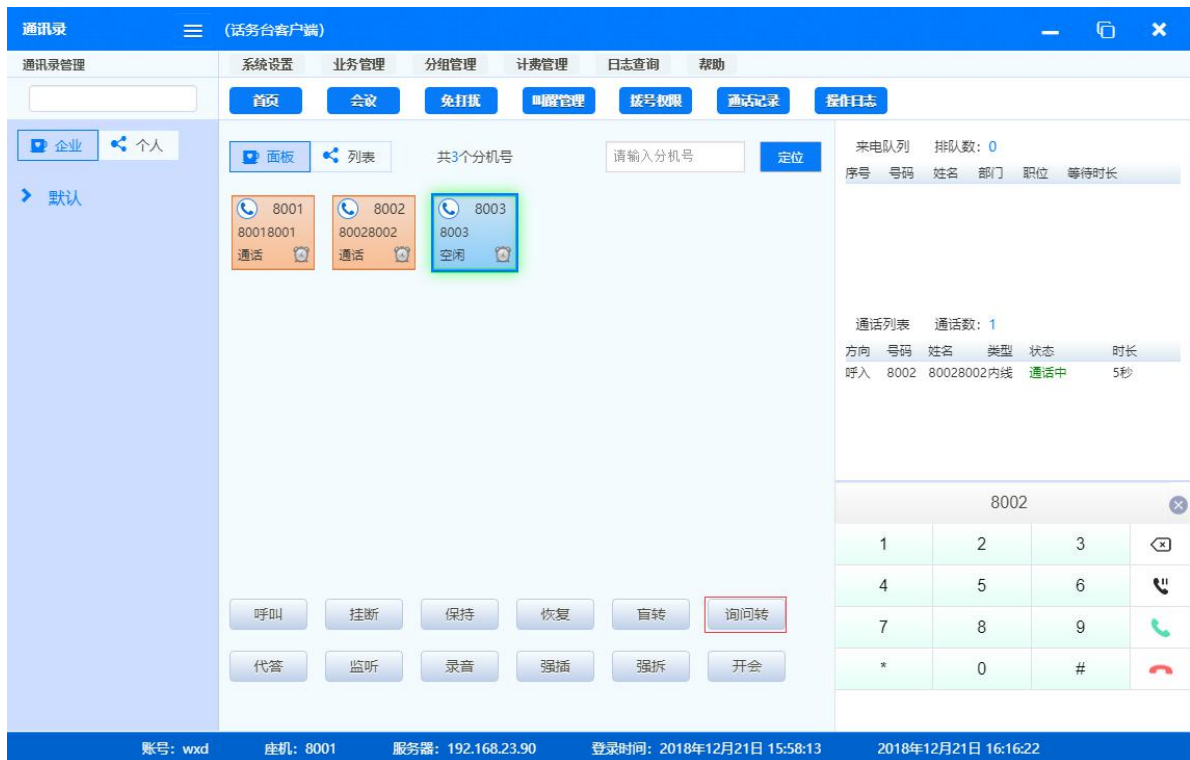 通讯录 (话务台客户端)
通讯录管理 系统设置 业务管理 分组管理 计费管理 日志查询 帮助
首页 会议 免打扰 叫醒管理 拨号权限 通话记录 操作日志
企业 个人
面板 列表 共3个分机号 请输入分机号 定位
默认
8001 8002 8003
80018001 80028002 8003
通话 通话 空闲
来电队列 排队数: 0
序号 号码 姓名 部门 职位 等待时长
通话列表 通话数: 1
方向 号码 姓名 类型 状态 时长
呼入 8002 80028002内线 通话中 5秒
8002
1 2 3
4 5 6
7 8 9
* 0 #
呼叫 挂断 保持 恢复 盲转 询问转
代答 监听 录音 强插 强拆 开会
账号: wxd 座机: 8001 服务器: 192.168.23.90 登录时间: 2018年12月21日 15:58:13 2018年12月21日 16:16:22